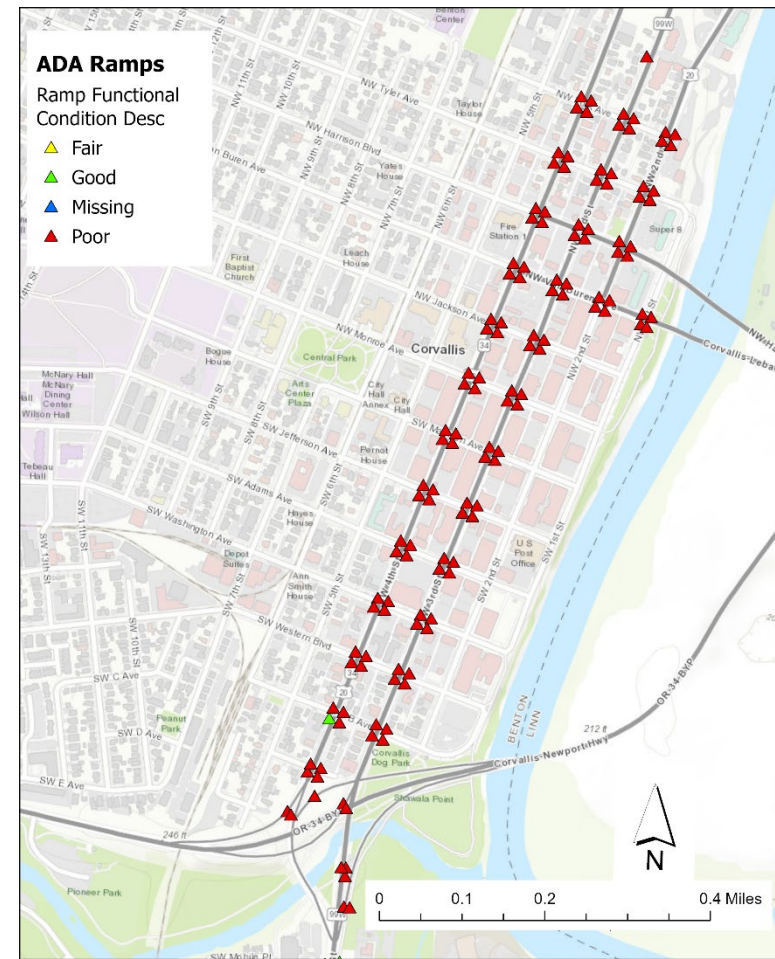 ADA Ramps
Ramp Functional
Condition Desc
Fair
Good
Missing
Poor
Benton
Center
99W
20
NW 11th St
NW 10th St
NW Tyler Ave
Taylor
House
NW 5th St
NW Harrison Blvd
NW 9th St
NW 8th St
Yates
House
NW 7th St
NW 6th St
Fire
Station 1
Super 8
Leach
House
First
Baptist
Church
NW Jackson Ave
NW Monroe Ave
34
Corvallis
NW 2nd St
Bogue
House
Central Park
McNary Hall
McNary
Dining
Center
Wilson Hall
Arts
Center
Plaza
City
Hall
Annex
City
Hall
SW 9th St
SW 8th St
SW Jefferson Ave
Pernot
House
Tebeau
Hall
SW 6th St
SW Adams Ave
SW Washington Ave
Hayes
House
SW 11th St
SW 13th St
Depot
Suites
SW 7th St
Ann
Smith
House
SW 5th St
U S
Post
Office
SW 1st St
SW 2nd St
SW Western Blvd
34
20
SW 10th St
SW C Ave
Peanut
Park
SW D Ave
SW E Ave
Corvallis
Dog Park
BENTON
LINN
OR-34-BYP
212 ft
Corvallis-Newport Hwy
Shawala Point
246 ft
Pioneer Park
99W
N
0 0.1 0.2 0.4 Miles